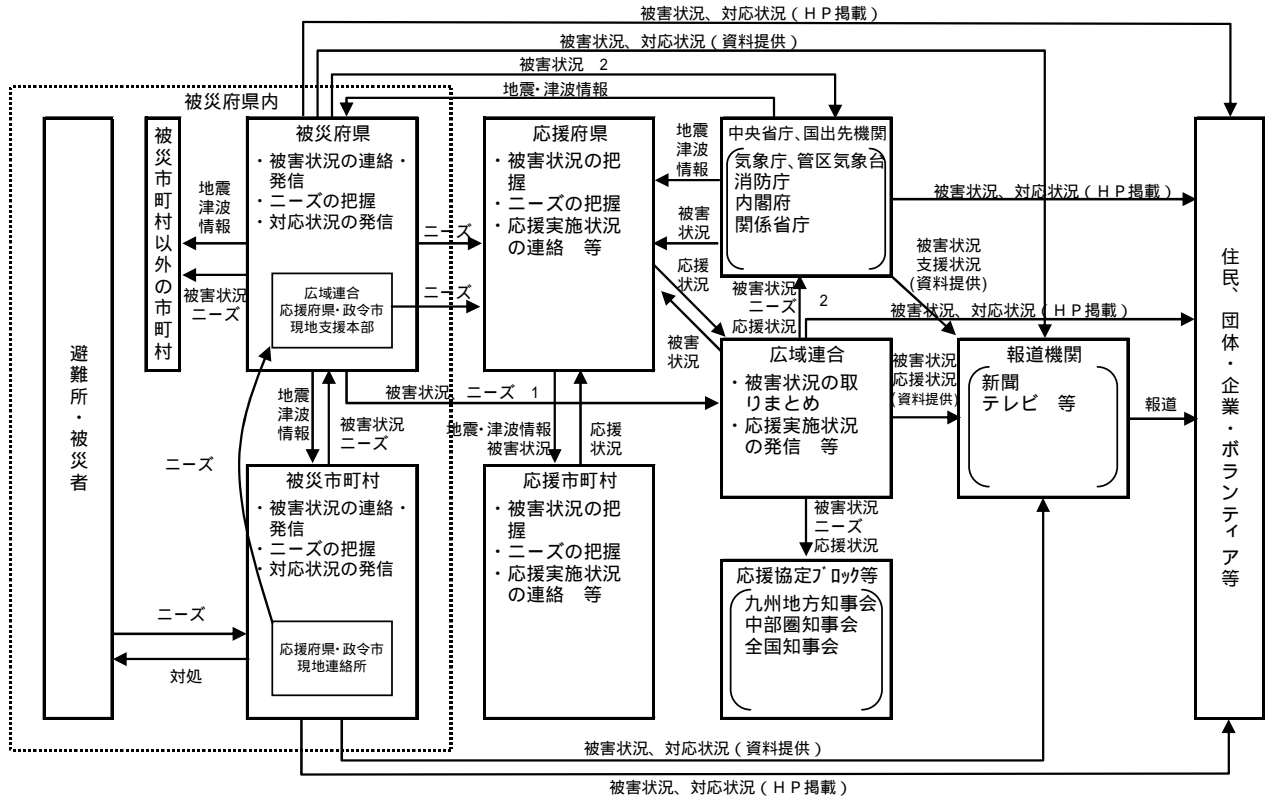 被害状況、対応状況（ＨＰ掲載）
被害状況、対応状況（資料提供）
被害状況　2
地震・津波情報
被災府県内
避難所・被災者
被災市町村以外の市町村
被災府県
・被害状況の連絡・
発信
・ニーズの把握
・対応状況の発信
広域連合
応援府県・政令市
現地支援本部
地震
津波
情報
被害状況
ニーズ
ニーズ
ニーズ
応援府県
・被害状況の把
握
・ニーズの把握
・応援実施状況
の連絡　等
地震
津波
情報
被害
状況
応援
状況
被害
状況
中央省庁、国出先機関
気象庁、管区気象台
消防庁
内閣府
関係省庁
被害状況、対応状況（ＨＰ掲載）
被害状況
支援状況
(資料提供)
被害状況
ニーズ　2
応援状況
被害状況、対応状況（ＨＰ掲載）
広域連合
・被害状況の取
りまとめ
・応援実施状況
の発信　等
被害状況
応援状況
(資料提供)
報道機関
新聞
テレビ　等
報道
住民、団体・企業・ボランティア等
地震
津波
情報
被害状況
ニーズ
被害状況、ニーズ　1
地震・津波情報
被害状況
応援
状況
ニーズ
被災市町村
・被害状況の連絡・
発信
・ニーズの把握
・対応状況の発信
応援府県・政令市
現地連絡所
応援市町村
・被害状況の把
握
・ニーズの把握
・応援実施状況
の連絡　等
被害状況
ニーズ
応援状況
応援協定ﾌﾞﾛｯｸ等
九州地方知事会
中部圏知事会
全国知事会
ニーズ
対処
被害状況、対応状況（資料提供）
被害状況、対応状況（ＨＰ掲載）